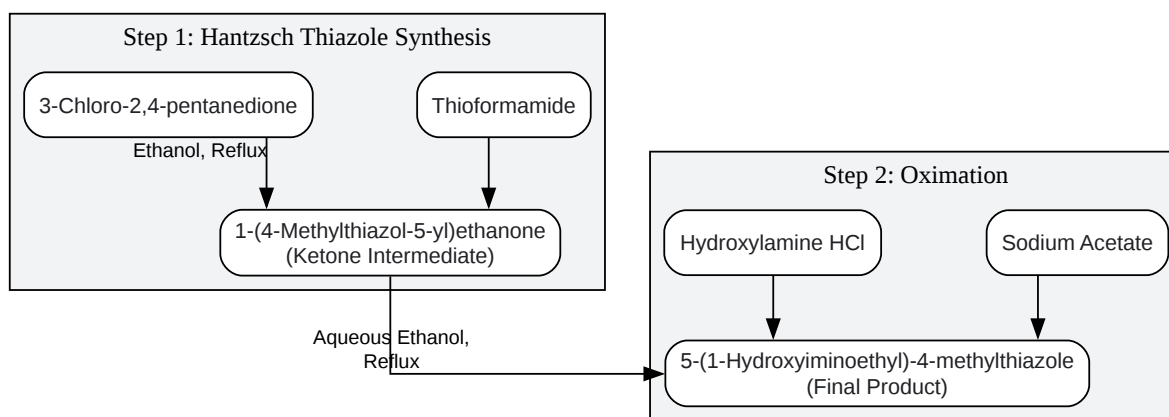 Step 1: Hantzsch Thiazole Synthesis
3-Chloro-2,4-pentanedione
Thioformamide
Ethanol, Reflux
1-(4-Methylthiazol-5-yl)ethanone
(Ketone Intermediate)
Step 2: Oximation
Hydroxylamine HCl
Sodium Acetate
Aqueous Ethanol,
Reflux
5-(1-Hydroxyiminoethyl)-4-methylthiazole
(Final Product)